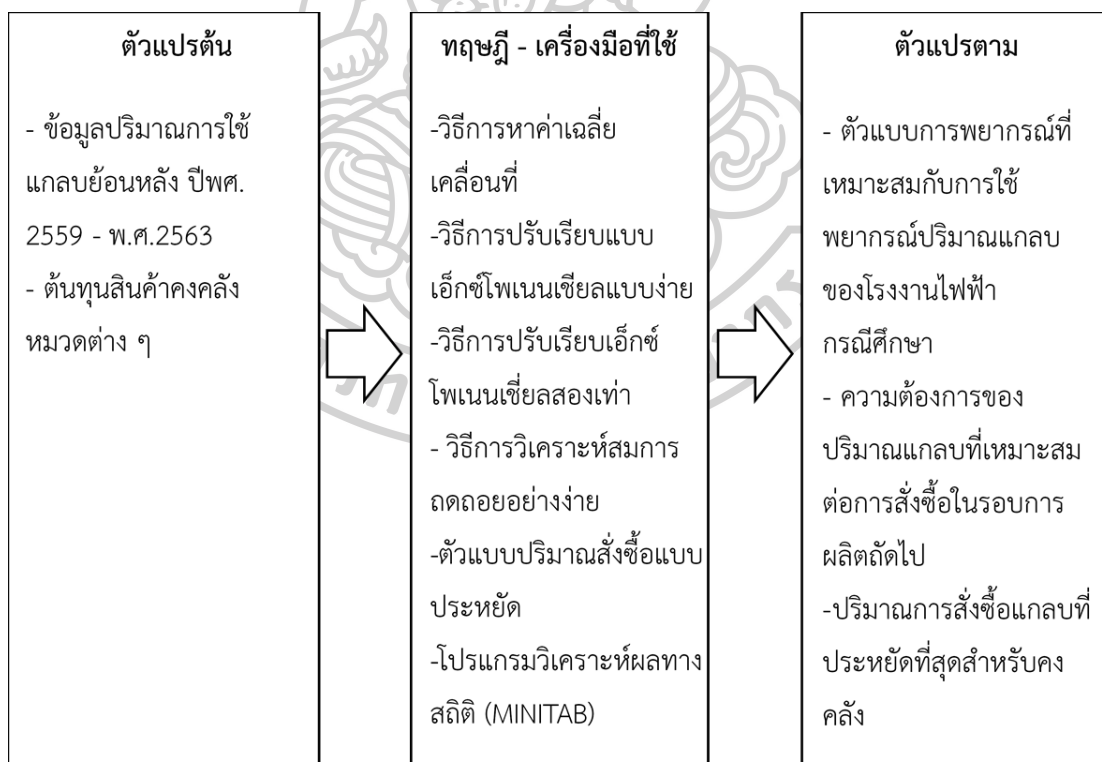 ตัวแปรต้น
- ข้อมูลปริมาณการใช้
แกลบย้อนหลัง ปีพศ.
2559 - พ.ศ.2563
- ต้นทุนสินค้าคงคลัง
หมวดต่าง ๆ
ทฤษฎี - เครื่องมือที่ใช้
-วิธีการหาค่าเฉลี่ย
เคลื่อนที่
-วิธีการปรับเรียบแบบ
เอ็กซ์โพเนนเชียลแบบง่าย
-วิธีการปรับเรียบเอ็กซ์
โพเนนเชี่ยลสองเท่า
- วิธีการวิเคราะห์สมการ
ถดถอยอย่างง่าย
-ตัวแบบปริมาณสั่งซื้อแบบ
ประหยัด
-โปรแกรมวิเคราะห์ผลทาง
สถิติ (MINITAB)
ตัวแปรตาม
- ตัวแบบการพยากรณ์ที่
เหมาะสมกับการใช้
พยากรณ์ปริมาณแกลบ
ของโรงงานไฟฟ้า
กรณีศึกษา
- ความต้องการของ
ปริมาณแกลบที่เหมาะสม
ต่อการสั่งซื้อในรอบการ
ผลิตถัดไป
-ปริมาณการสั่งซื้อแกลบที่
ประหยัดที่สุดสำหรับคง
คลัง